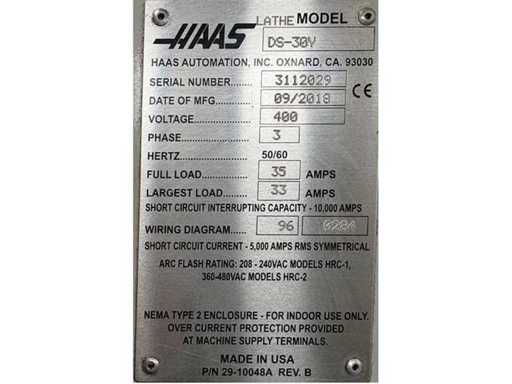 HAAS LATHE MODEL
DS-30Y
HAAS AUTOMATION, INC. OXNARD, CA. 93030
SERIAL NUMBER........ 3112029
DATE OF MFG............ 09/2018 CE
VOLTAGE................... 400
PHASE....................... 3
HERTZ....................... 50/60
FULL LOAD................ 35 AMPS
LARGEST LOAD......... 33 AMPS
SHORT CIRCUIT INTERRUPTING CAPACITY - 10,000 AMPS
WIRING DIAGRAM...... 96
SHORT CIRCUIT CURRENT - 5,000 AMPS RMS SYMMETRICAL
ARC FLASH RATING: 208 - 240VAC MODELS HRC-1,
360-480VAC MODELS HRC-2
NEMA TYPE 2 ENCLOSURE - FOR INDOOR USE ONLY.
OVER CURRENT PROTECTION PROVIDED
AT MACHINE SUPPLY TERMINALS.
MADE IN USA
P/N 29-10048A REV. B